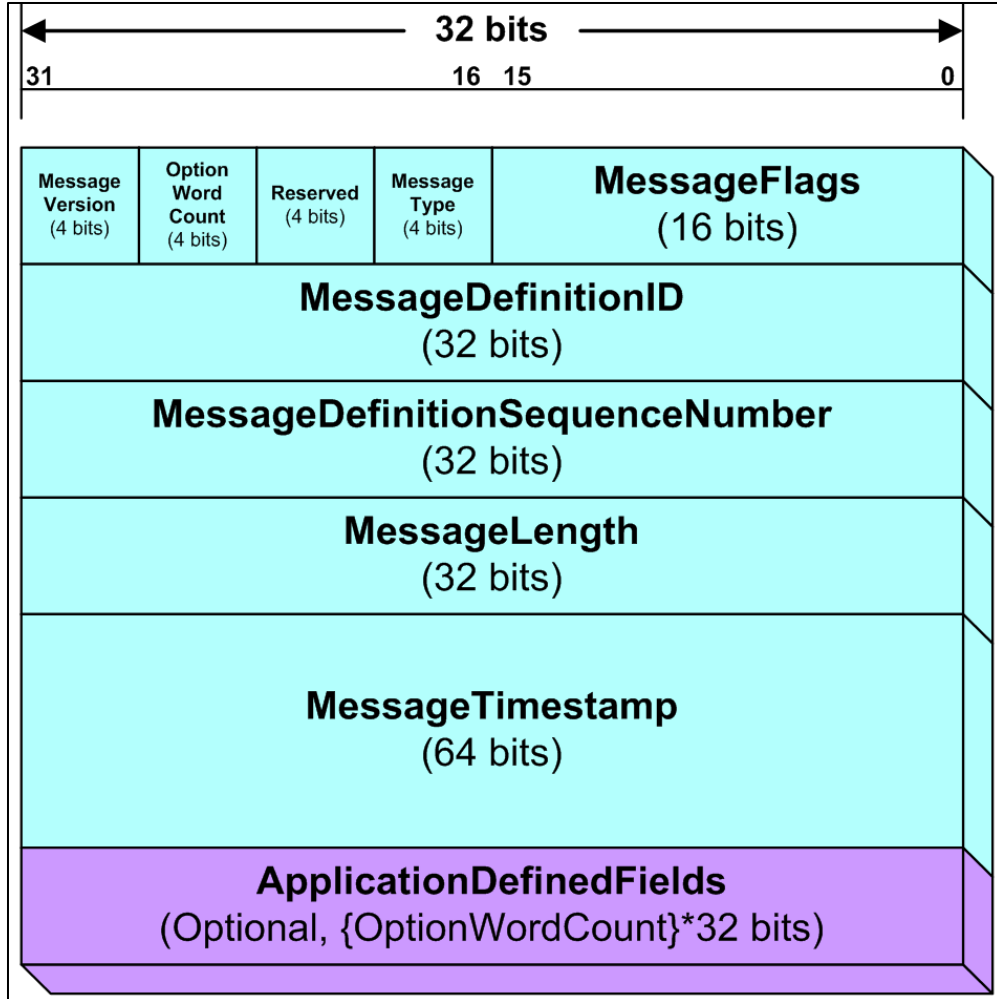 32 bits
31 16 15 0
Message
Version
(4 bits)
Option
Word
Count
(4 bits)
Reserved
(4 bits)
Message
Type
(4 bits)
MessageFlags
(16 bits)
MessageDefinitionID
(32 bits)
MessageDefinitionSequenceNumber
(32 bits)
MessageLength
(32 bits)
MessageTimestamp
(64 bits)
ApplicationDefinedFields
(Optional, {OptionWordCount}*32 bits)